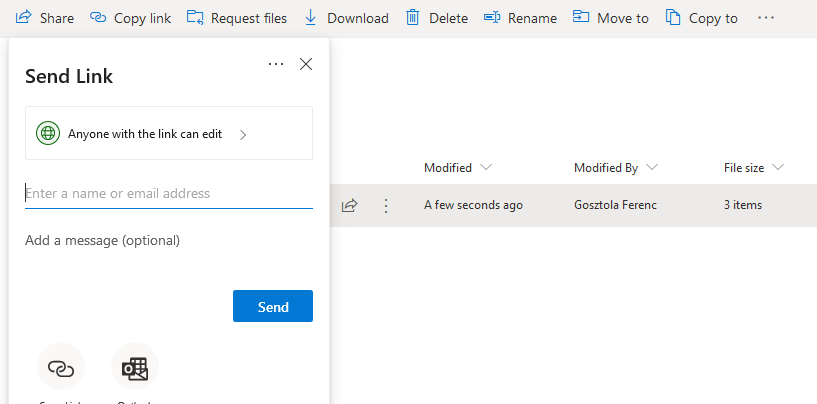 Share Copy link Request files Download Delete Rename Move to Copy to
Send Link
Anyone with the link can edit
Enter a name or email address
Add a message (optional)
Send
Modified Modified By File size
A few seconds ago Gosztola Ferenc 3 items